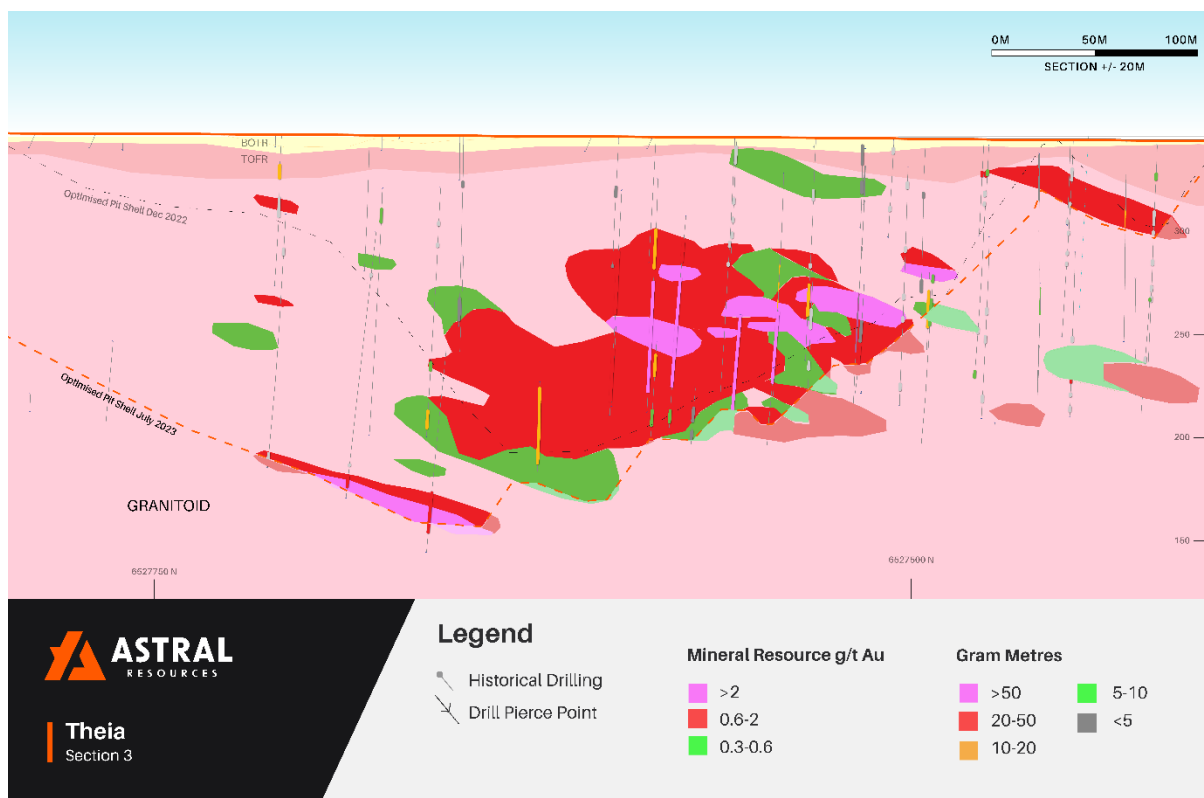 0M 50M 100M
SECTION +/- 20M
BOTR
TOFR
Optimised Pit Shell Dec 2022
300
250
Optimised Pit Shell July 2023
200
GRANITOID
150
6527750 N
6527500 N
ASTRAL
RESOURCES
Theia
Section 3
Legend
Historical Drilling
Drill Pierce Point
Mineral Resource g/t Au
>2
0.6-2
0.3-0.6
Gram Metres
>50
20-50
10-20
5-10
<5